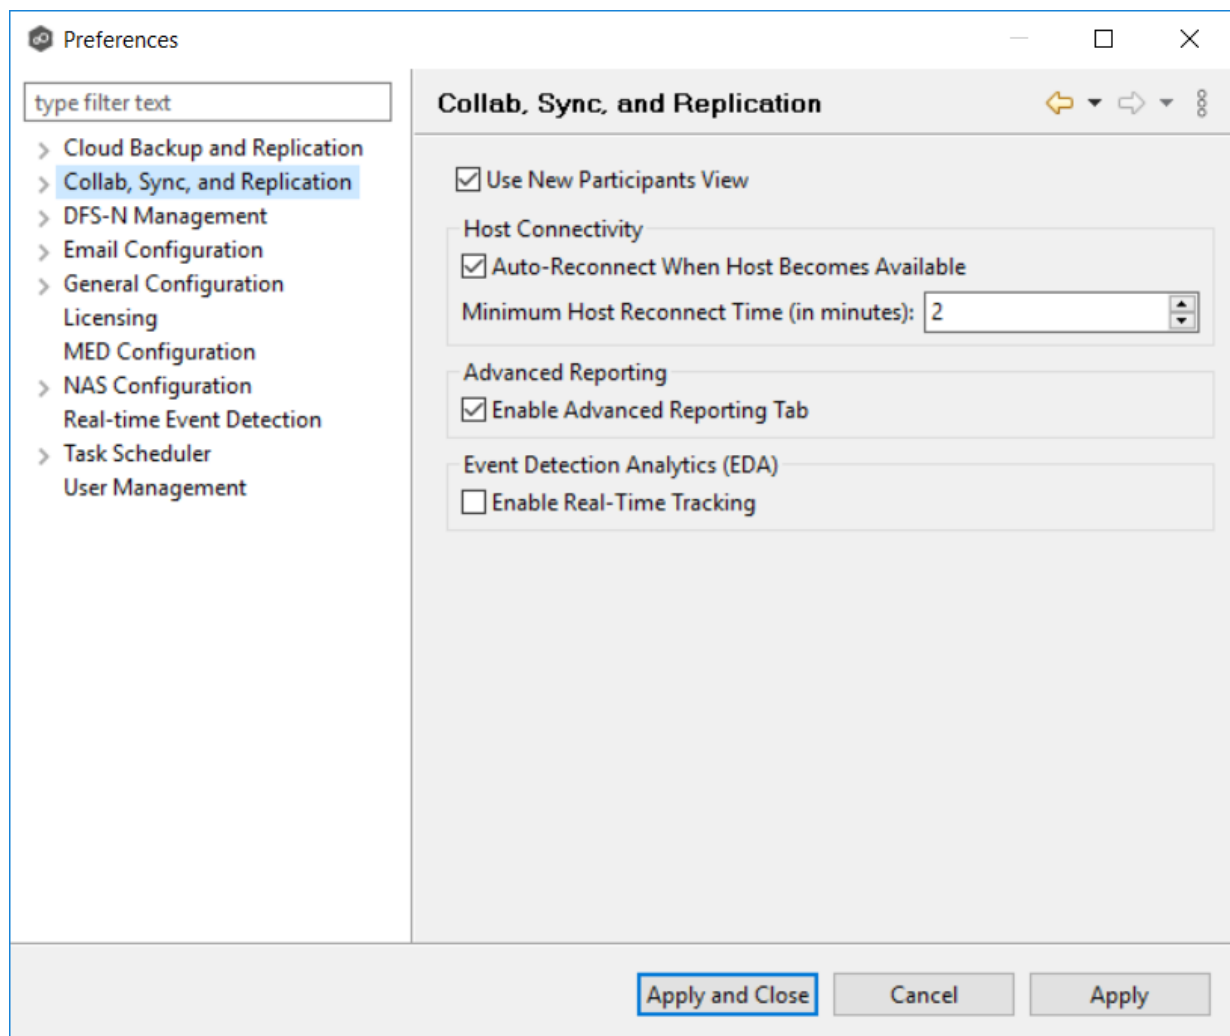 Preferences
type filter text
Cloud Backup and Replication
Collab, Sync, and Replication
DFS-N Management
Email Configuration
General Configuration
Licensing
MED Configuration
NAS Configuration
Real-time Event Detection
Task Scheduler
User Management
Collab, Sync, and Replication
Use New Participants View
Host Connectivity
Auto-Reconnect When Host Becomes Available
Minimum Host Reconnect Time (in minutes): 2
Advanced Reporting
Enable Advanced Reporting Tab
Event Detection Analytics (EDA)
Enable Real-Time Tracking
Apply and Close Cancel Apply